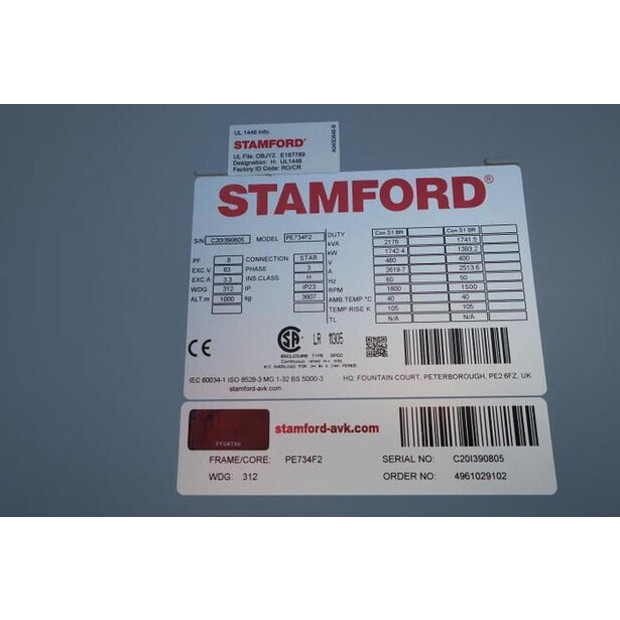 UL 1446 Info.
STAMFORD®
UL File: OBJY2. E187789
Designation: H: UL1446
Factory ID Code: RO/CR
STAMFORD®
S/N C20I390805 MODEL PE734F2 DUTY Con S1 BR Con S1 BR
kVA 2178 1741.5
PF .8 CONNECTION STAR kW 1742.4 1393.2
EXC.V 63 PHASE 3 V 480 400
EXC.A 3.3 INS.CLASS H A 2619.7 2513.6
WDG 312 IP IP23 Hz 60 50
ALT.m 1000 kg 3607 RPM 1800 1500
AMB TEMP °C 40 40
TEMP RISE K 105 105
TL N/A N/A
CE SA LR 11305
ENCLOSURE TYPE DPGO
IEC 60034-1 ISO 8528-3 MG 1-32 BS 5000-3 HQ: FOUNTAIN COURT, PETERBOROUGH, PE2 6FZ, UK
stamford-avk.com
stamford-avk.com
FRAME/CORE: PE734F2 SERIAL NO: C20I390805
WDG: 312 ORDER NO: 4961029102